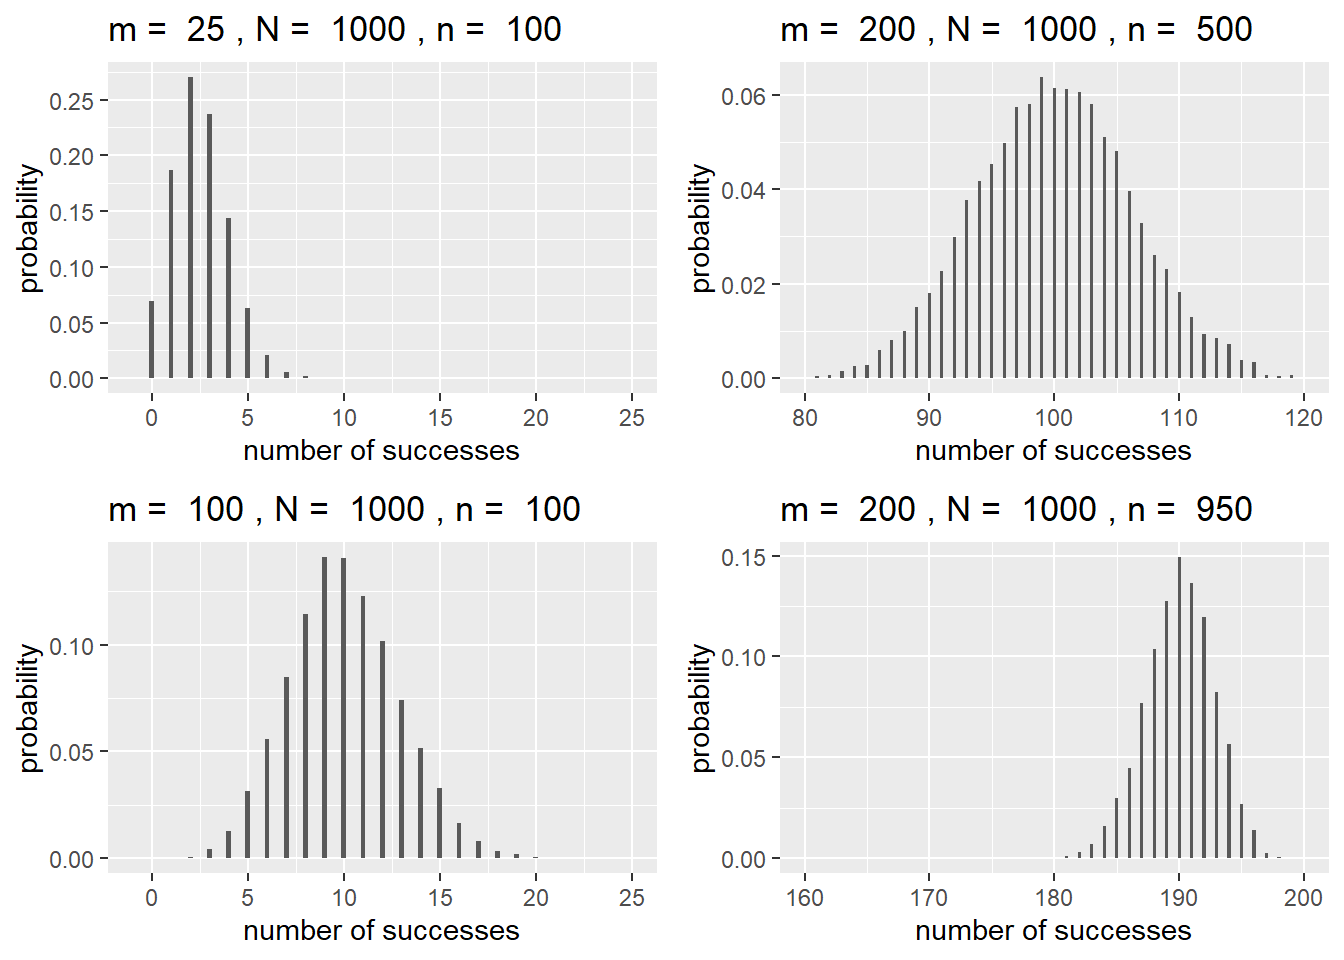 m =  25 , N =  1000 , n =  100
probability
0.25
0.20
0.15
0.10
0.05
0.00
0 5 10 15 20 25
number of successes
m =  200 , N =  1000 , n =  500
probability
0.06
0.04
0.02
0.00
80 90 100 110 120
number of successes
m =  100 , N =  1000 , n =  100
probability
0.10
0.05
0.00
0 5 10 15 20 25
number of successes
m =  200 , N =  1000 , n =  950
probability
0.15
0.10
0.05
0.00
160 170 180 190 200
number of successes